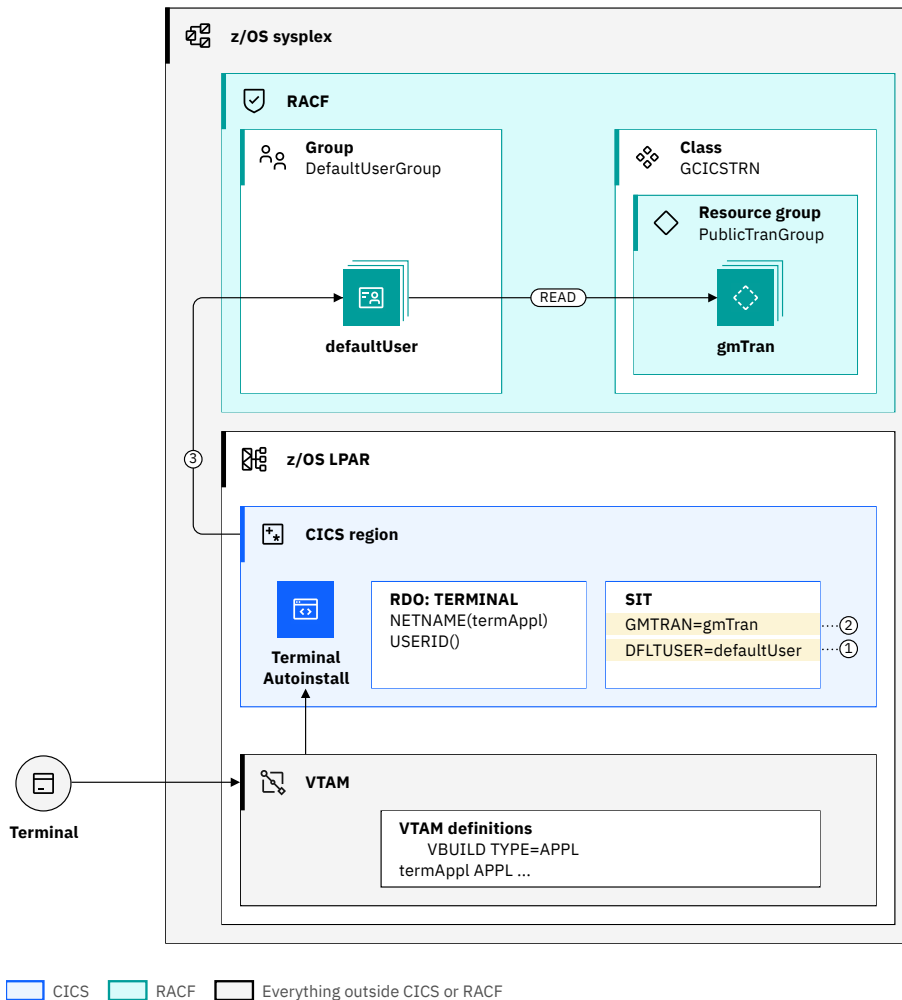 z/OS sysplex
RACF
Group
DefaultUserGroup
Class
GCICSTRN
Resource group
PublicTranGroup
READ
defaultUser
gmTran
3
z/OS LPAR
CICS region
RDO: TERMINAL
NETNAME(termAppl)
USERID()
SIT
GMTRAN=gmTran
2
DFLTUSER=defaultUser
1
Terminal
Autoinstall
VTAM
Terminal
VTAM definitions
VBUILD TYPE=APPL
termAppl APPL ...
CICS
RACF
Everything outside CICS or RACF